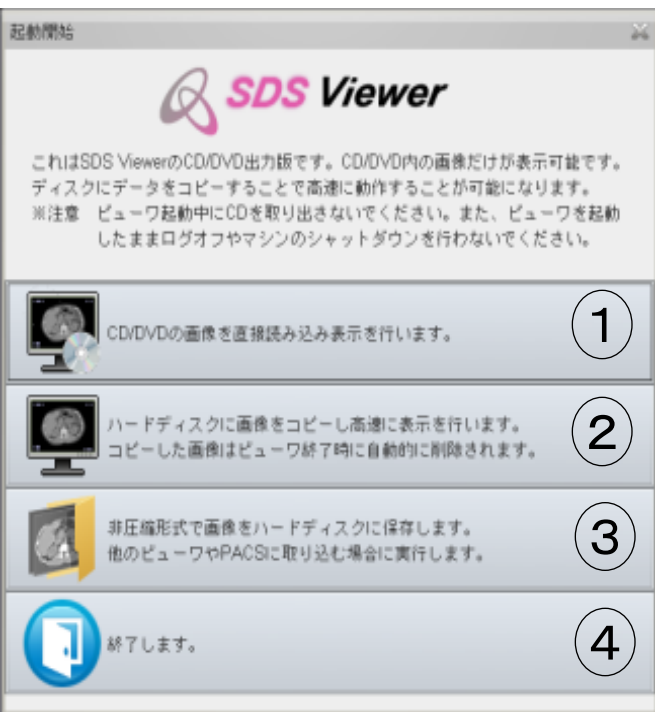 起動開始
SDS Viewer
これはSDS ViewerのCD/DVD出力版です。CD/DVD内の画像だけが表示可能です。
ディスクにデータをコピーすることで高速に動作することが可能になります。
※注意 ビューワ起動中にCDを取り出さないでください。また、ビューワを起動
したままログオフやマシンのシャットダウンを行わないでください。
CD/DVDの画像を直接読み込み表示を行います。
①
ハードディスクに画像をコピーし高速に表示を行います。
コピーした画像はビューワ終了時に自動的に削除されます。
②
非圧縮形式で画像をハードディスクに保存します。
他のビューワやPACSに取り込む場合に実行します。
③
終了します。
④